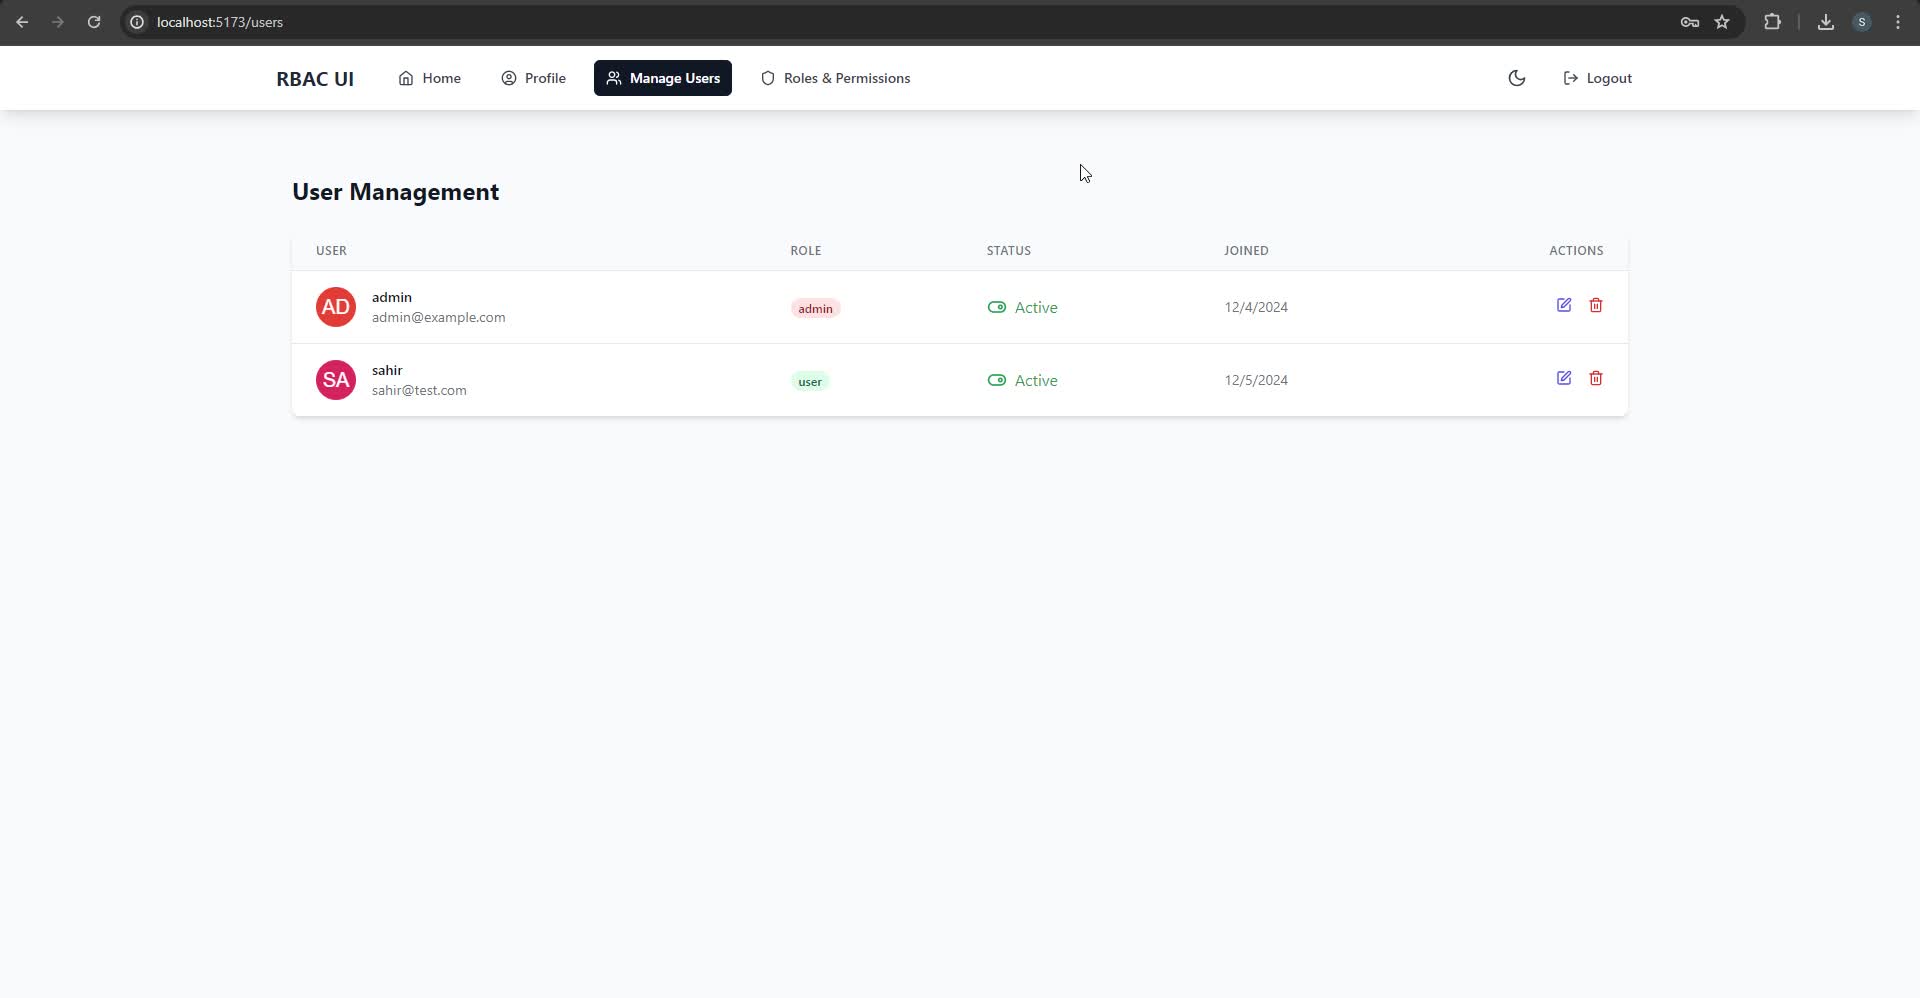 localhost:5173/users
S
RBAC UI Home Profile Manage Users Roles & Permissions Logout
User Management
USER ROLE STATUS JOINED ACTIONS
AD admin admin@example.com admin Active 12/4/2024
SA sahir sahir@test.com user Active 12/5/2024